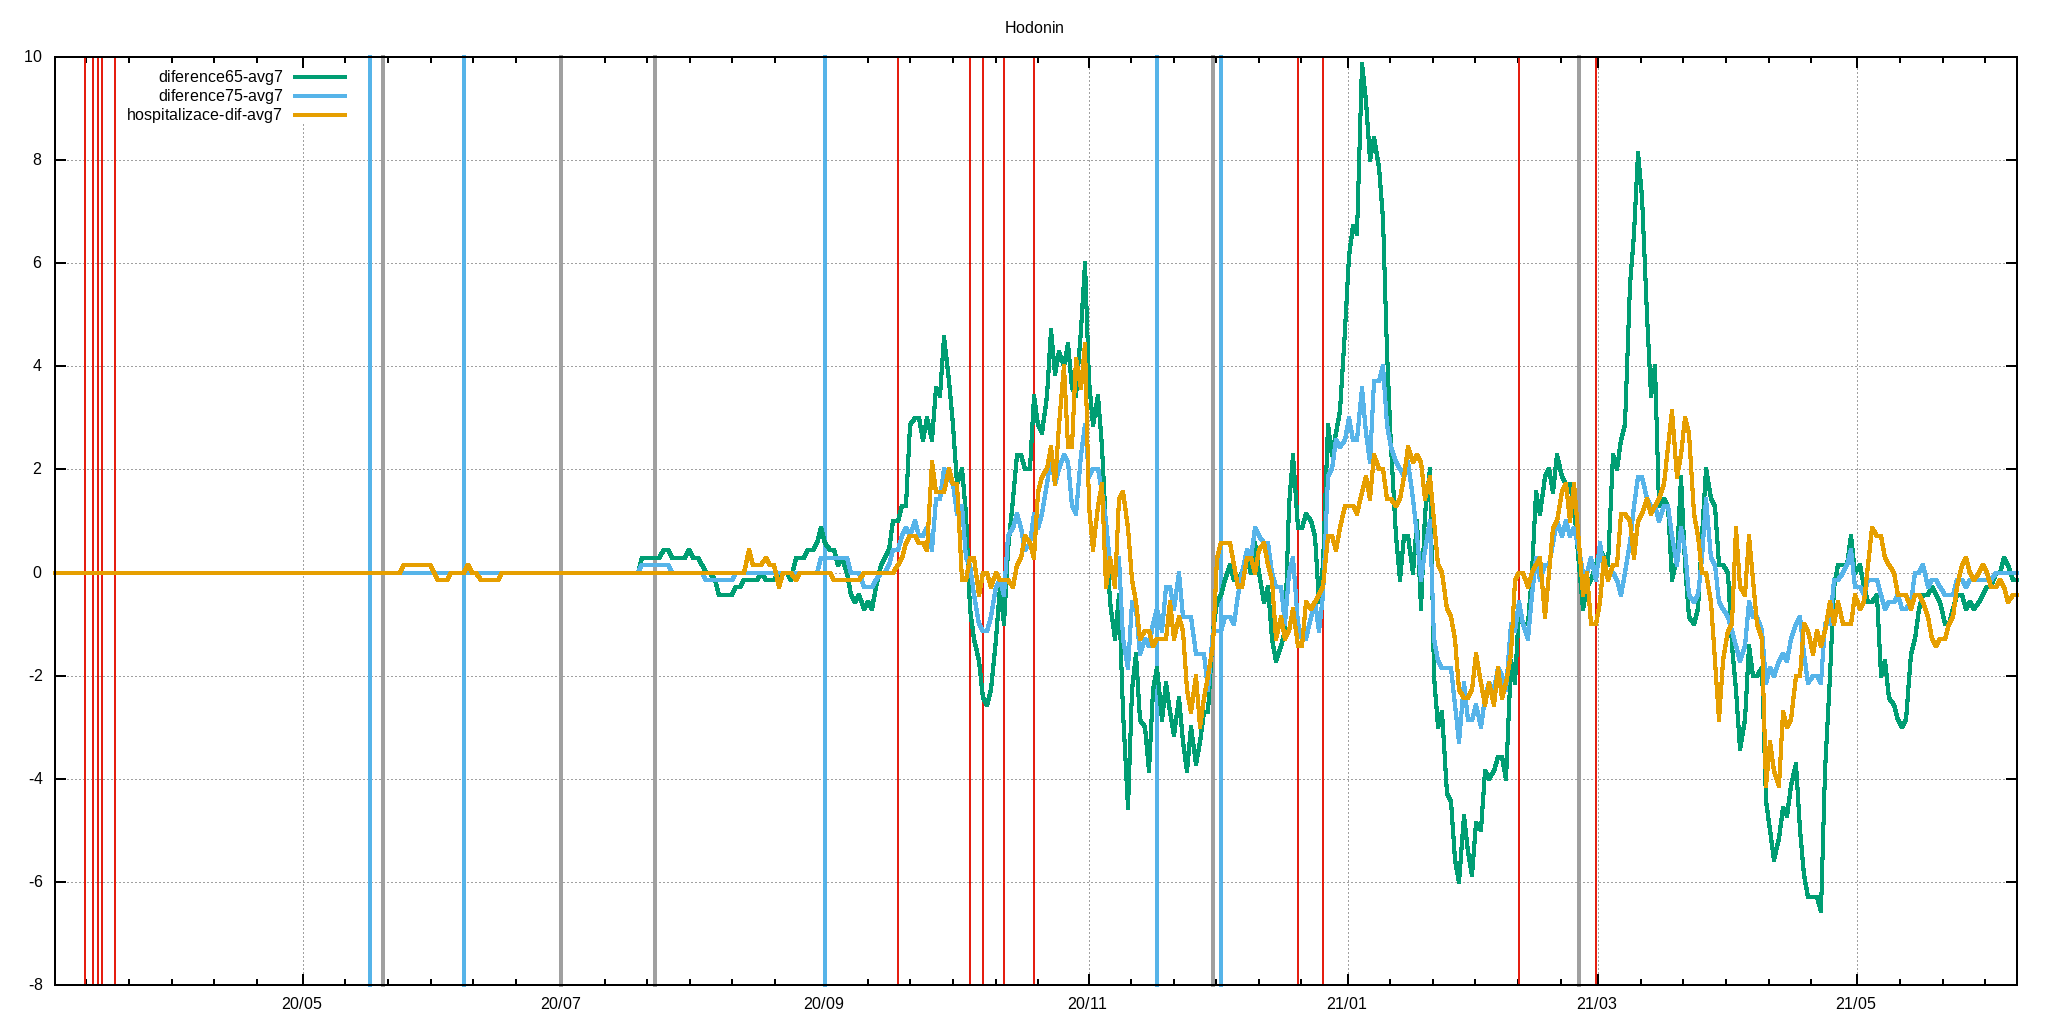 Hodonin
10
diference65-avg7
diference75-avg7
hospitalizace-dif-avg7
8
6
4
2
0
-2
-4
-6
-8
20/05 20/07 20/09 20/11 21/01 21/03 21/05